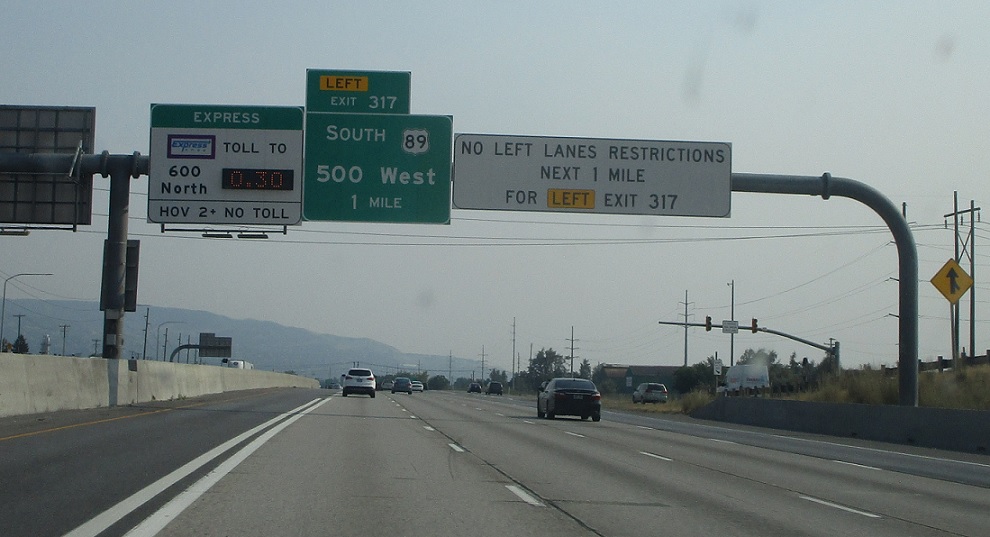 EXPRESS
Express
TOLL TO
600
North
0.30
HOV 2+ NO TOLL
LEFT
EXIT 317
SOUTH 89
500 West
1 MILE
NO LEFT LANES RESTRICTIONS
NEXT 1 MILE
FOR LEFT EXIT 317